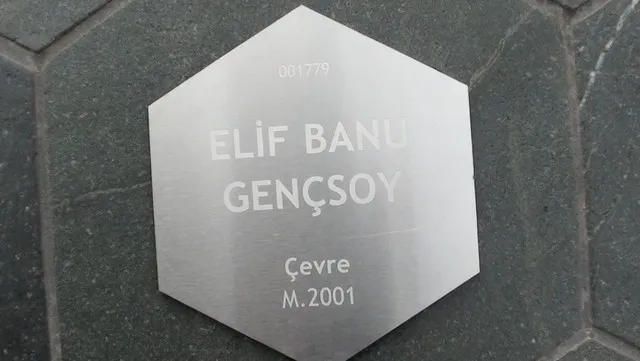 001779
ELİF BANU
GENÇSOY
Çevre
M.2001